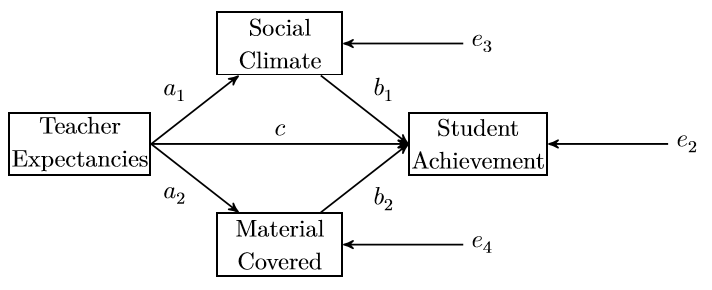 Social
Climate
e₃
a₁
b₁
Teacher
Expectancies
c
Student
Achievement
e₂
a₂
b₂
Material
Covered
e₄